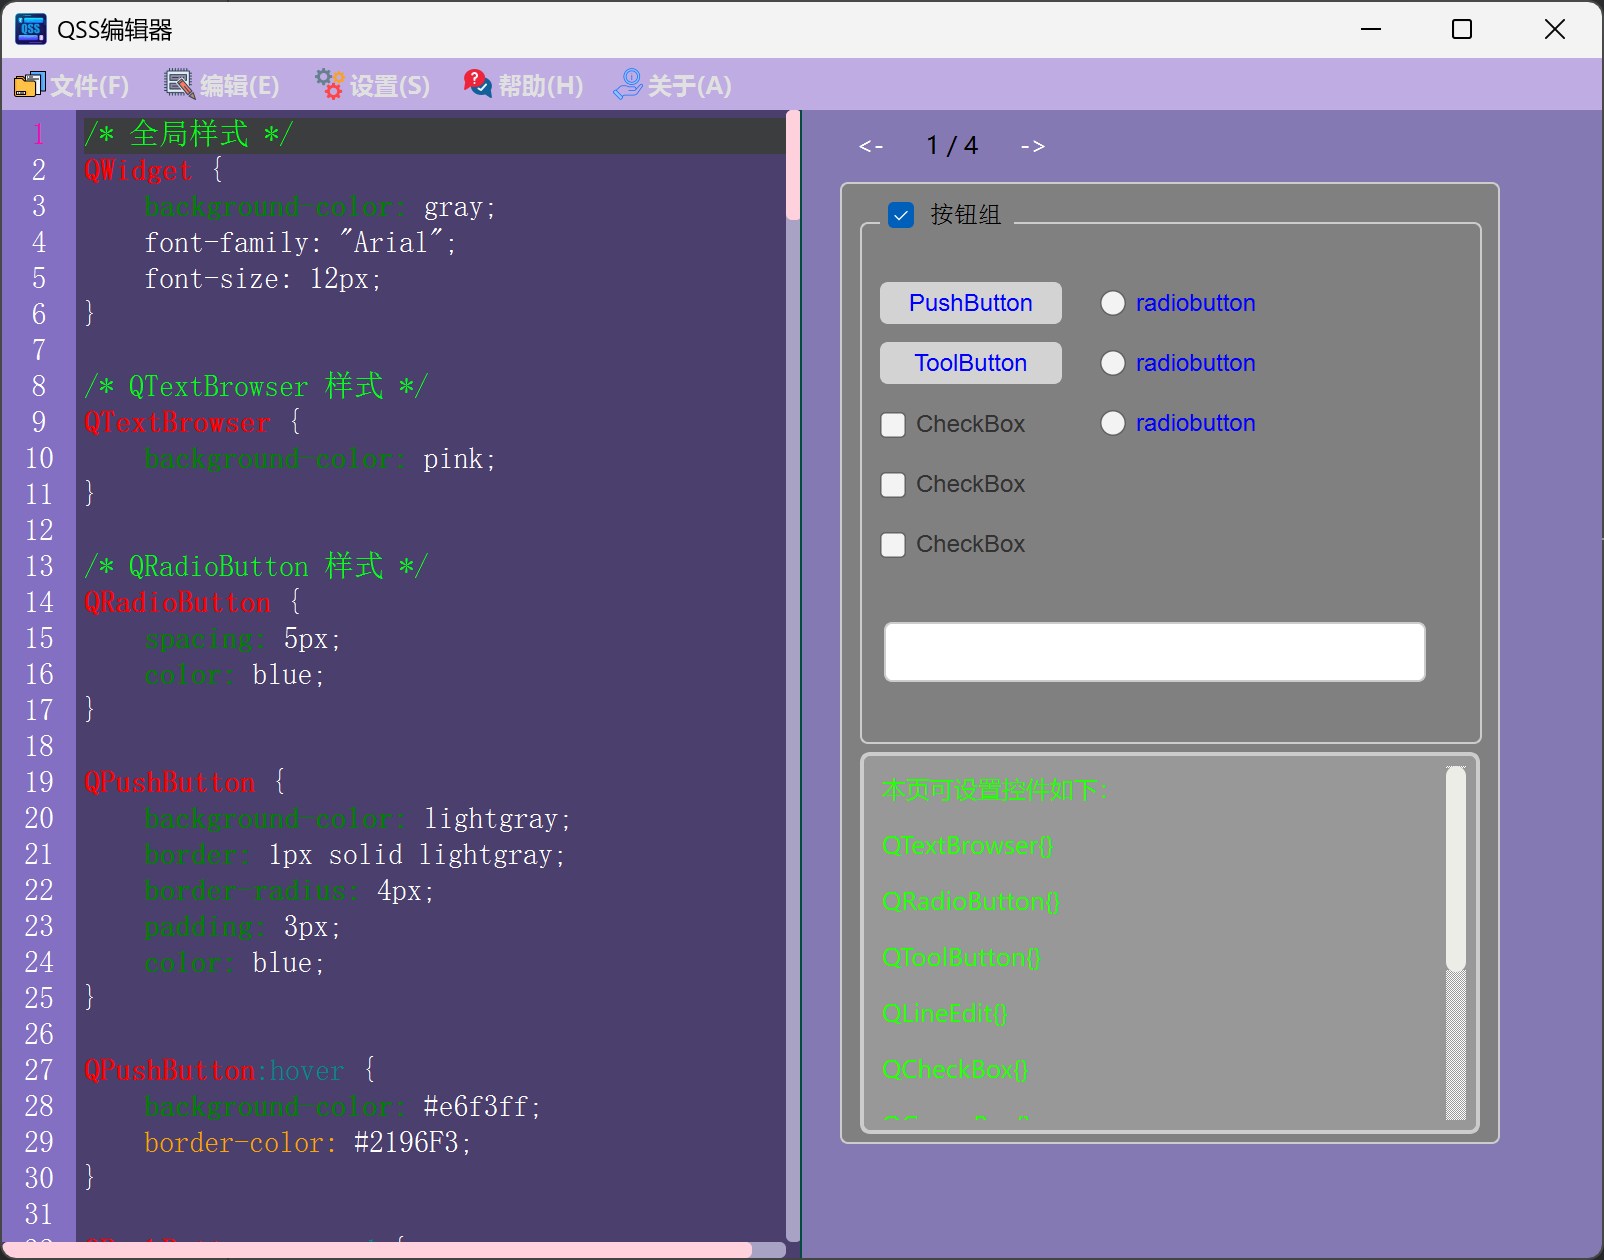 QSS
QSS编辑器
文件(F) 编辑(E) 设置(S) 帮助(H) 关于(A)
1 /* 全局样式 */
2 QWidget {
3 background-color: gray;
4 font-family: "Arial";
5 font-size: 12px;
6 }
7
8 /* QTextBrowser 样式 */
9 QTextBrowser {
10 background-color: pink;
11 }
12
13 /* QRadioButton 样式 */
14 QRadioButton {
15 spacing: 5px;
16 color: blue;
17 }
18
19 QPushButton {
20 background-color: lightgray;
21 border: 1px solid lightgray;
22 border-radius: 4px;
23 padding: 3px;
24 color: blue;
25 }
26
27 QPushButton:hover {
28 background-color: #e6f3ff;
29 border-color: #2196F3;
30 }
31
<- 1 / 4 ->
按钮组
PushButton radiobutton
ToolButton radiobutton
CheckBox radiobutton
CheckBox
CheckBox
本页可设置控件如下：
QTextBrowser{}
QRadioButton{}
QToolButton{}
QLineEdit{}
QCheckBox{}